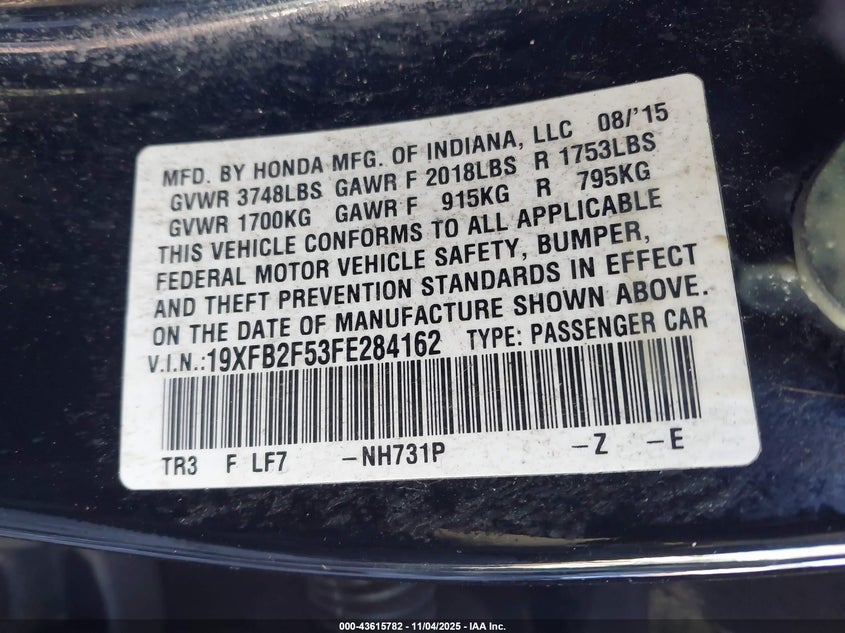 MFD. BY HONDA MFG. OF INDIANA, LLC 08/'15
GVWR 3748LBS GAWR F 2018LBS R 1753LBS
GVWR 1700KG GAWR F 915KG R 795KG
THIS VEHICLE CONFORMS TO ALL APPLICABLE
FEDERAL MOTOR VEHICLE SAFETY, BUMPER,
AND THEFT PREVENTION STANDARDS IN EFFECT
ON THE DATE OF MANUFACTURE SHOWN ABOVE.
V.I.N.:19XFB2F53FE284162 TYPE: PASSENGER CAR
TR3 F LF7 –NH731P –Z –E
000-43615782 — 11/04/2025 — IAA Inc.